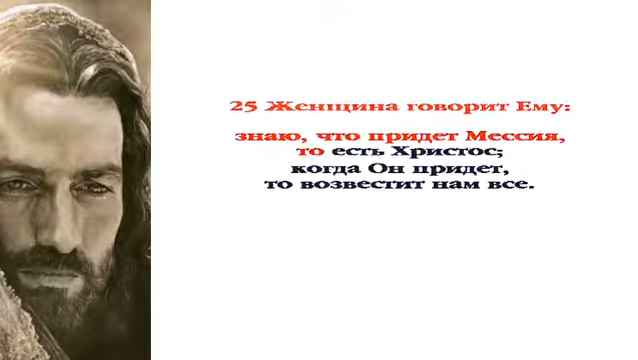 25 Женщина говорит Ему:
знаю, что придет Мессия,
то есть Христос;
когда Он придет,
то возвестит нам все.